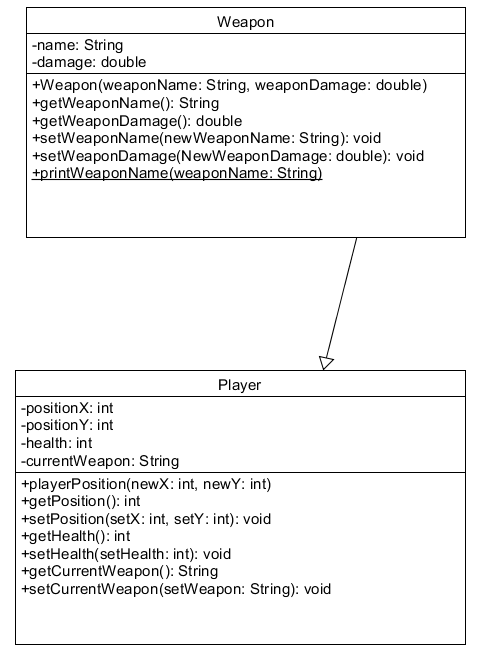 Weapon
-name: String
-damage: double
+Weapon(weaponName: String, weaponDamage: double)
+getWeaponName(): String
+getWeaponDamage(): double
+setWeaponName(newWeaponName: String): void
+setWeaponDamage(NewWeaponDamage: double): void
+printWeaponName(weaponName: String)
Player
-positionX: int
-positionY: int
-health: int
-currentWeapon: String
+playerPosition(newX: int, newY: int)
+getPosition(): int
+setPosition(setX: int, setY: int): void
+getHealth(): int
+setHealth(setHealth: int): void
+getCurrentWeapon(): String
+setCurrentWeapon(setWeapon: String): void